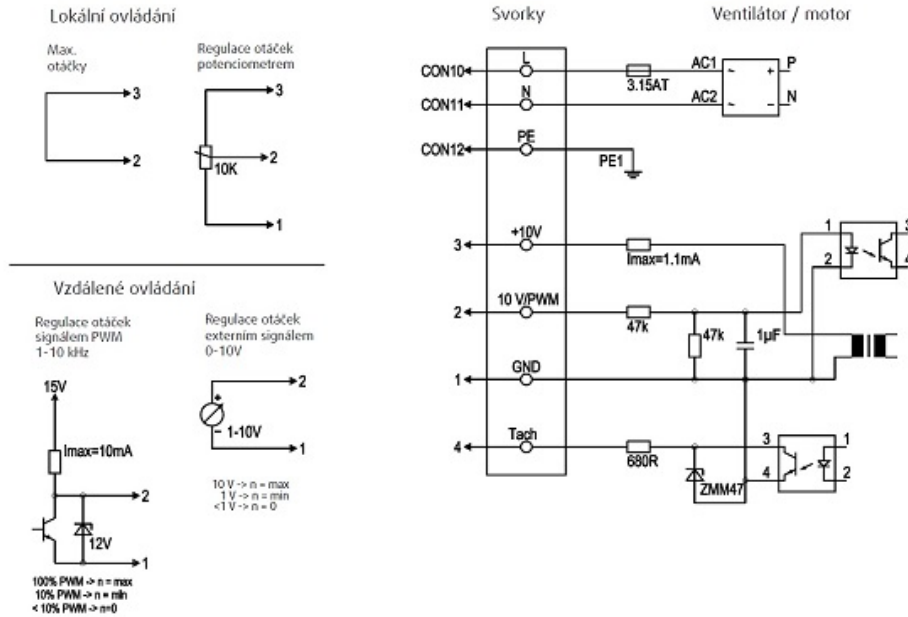 Lokální ovládání
Max.
otáčky
3
2
Regulace otáček
potenciometrem
3
2
10K
1
Vzdálené ovládání
Regulace otáček
signálem PWM
1-10 kHz
15V
Imax=10mA
2
12V
1
100% PWM -> n = max
10% PWM -> n = min
< 10% PWM -> n=0
Regulace otáček
externím signálem
0-10V
2
+
1-10V
−
1
10 V -> n = max
1 V -> n = min
<1 V -> n = 0
Svorky
Ventilátor / motor
CON10 L 3.15AT AC1 ~ + P
CON11 N AC2 ~ − N
CON12 PE PE1
3 +10V Imax=1.1mA
1 3
2 4
2 10 V/PWM 47k 47k 1µF
1 GND
4 Tach 680R ZMM47
3 1
4 2